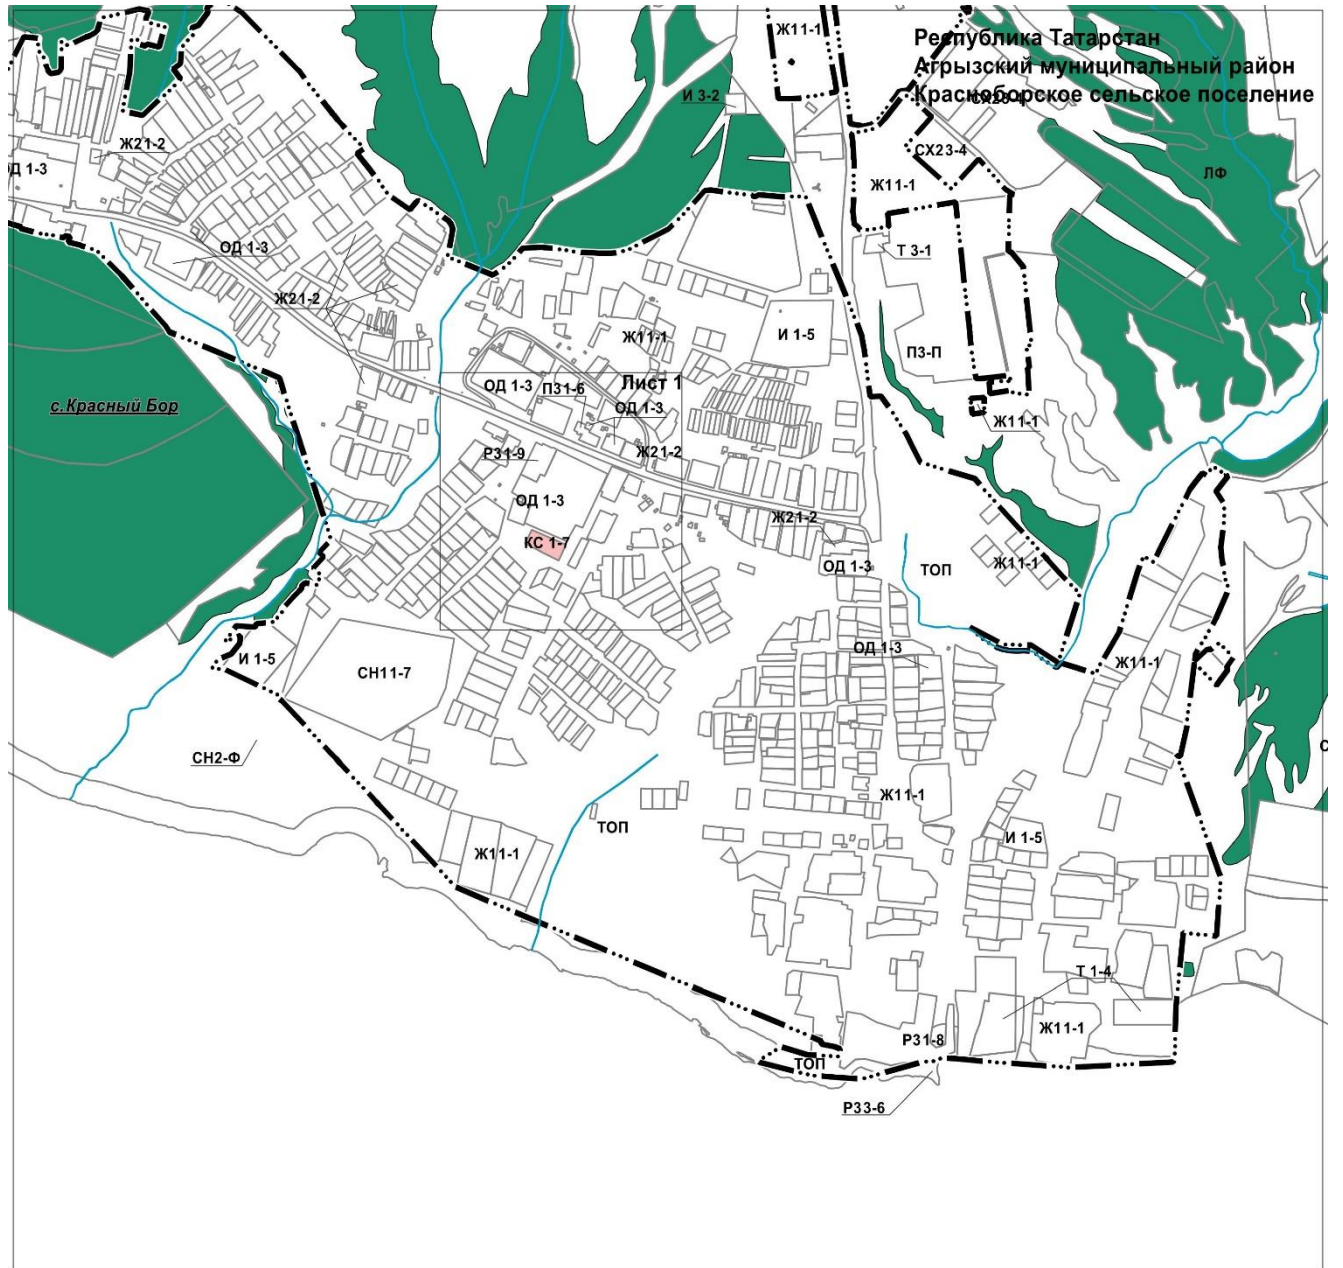 Ж11-1
Республика Татарстан
Агрызский муниципальный район
Красноборское сельское поселение
И 3-2
Ж21-2
СХ23-4
ОД 1-3
ЛФ
Ж11-1
ОД 1-3
Т 3-1
Ж21-2
Ж11-1
И 1-5
П3-П
Лист 1
ОД 1-3
П31-6
с.Красный Бор
ОД 1-3
Ж11-1
Р31-9
Ж21-2
ОД 1-3
Ж21-2
КС 1-7
ОД 1-3
ТОП
Ж11-1
ОД 1-3
И 1-5
Ж11-1
СН11-7
СН2-Ф
Ж11-1
ТОП
И 1-5
Ж11-1
Т 1-4
Р31-8
Ж11-1
ТОП
Р33-6